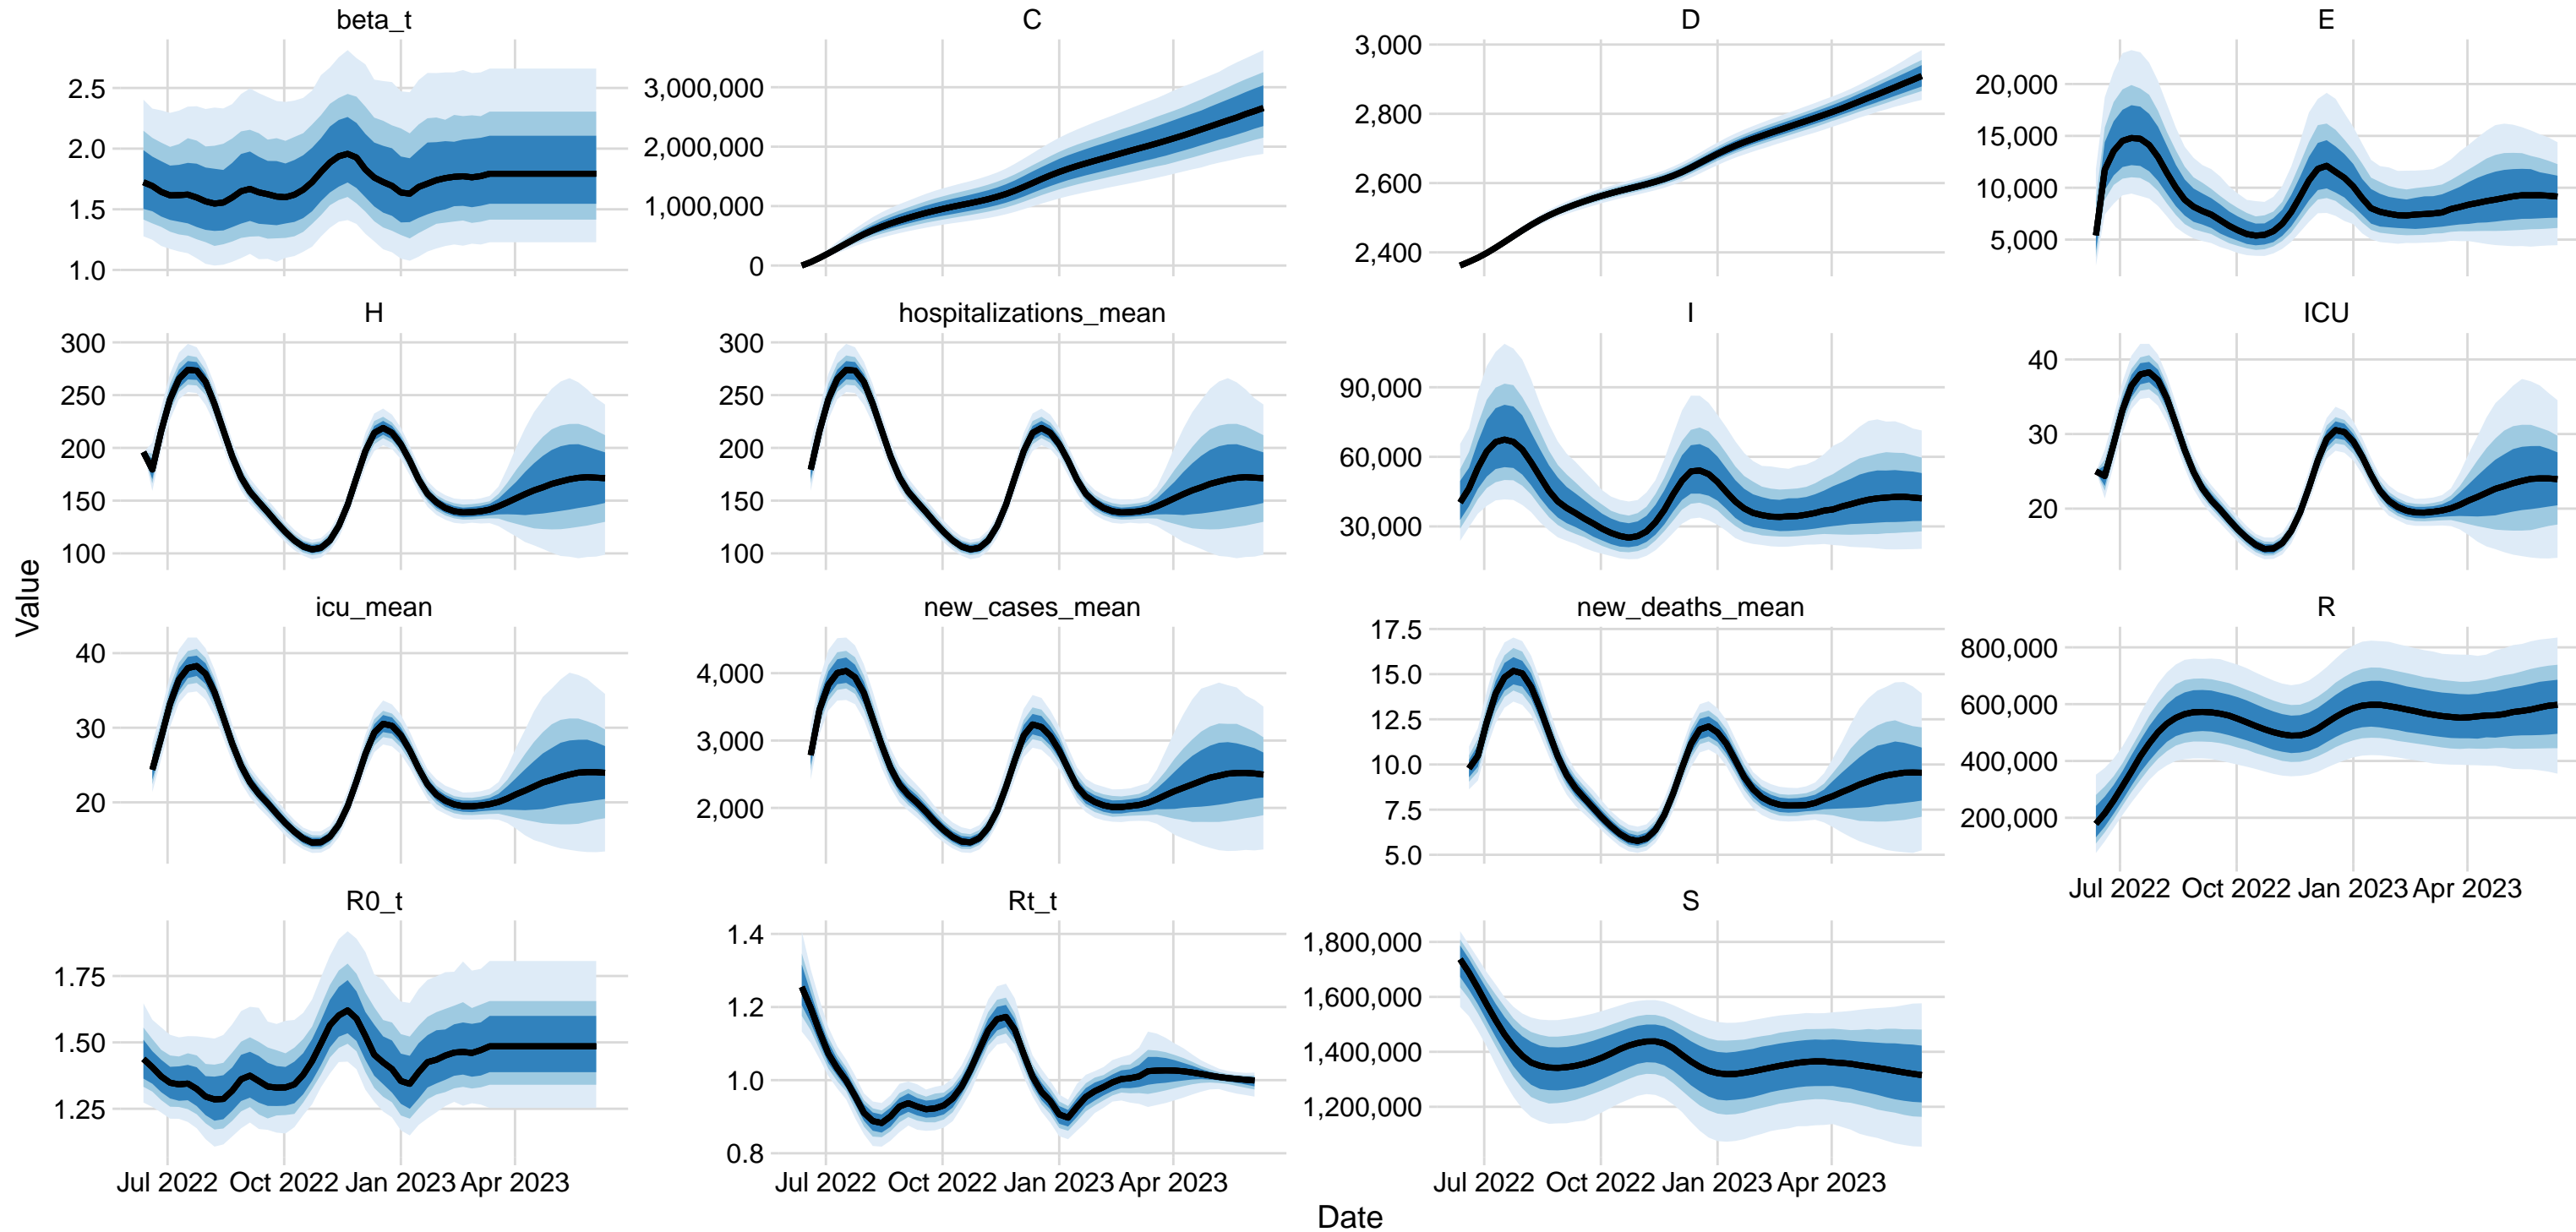 beta_t
C
D
E
2.5
2.0
1.5
1.0
3,000,000
2,000,000
1,000,000
0
3,000
2,800
2,600
2,400
20,000
15,000
10,000
5,000
H
hospitalizations_mean
I
ICU
300
250
200
150
100
300
250
200
150
100
90,000
60,000
30,000
40
30
20
icu_mean
new_cases_mean
new_deaths_mean
R
40
30
20
4,000
3,000
2,000
17.5
15.0
12.5
10.0
7.5
5.0
800,000
600,000
400,000
200,000
Jul 2022 Oct 2022 Jan 2023 Apr 2023
R0_t
Rt_t
S
1.75
1.50
1.25
1.4
1.2
1.0
0.8
1,800,000
1,600,000
1,400,000
1,200,000
Jul 2022 Oct 2022 Jan 2023 Apr 2023
Jul 2022 Oct 2022 Jan 2023 Apr 2023
Jul 2022 Oct 2022 Jan 2023 Apr 2023
Value
Date